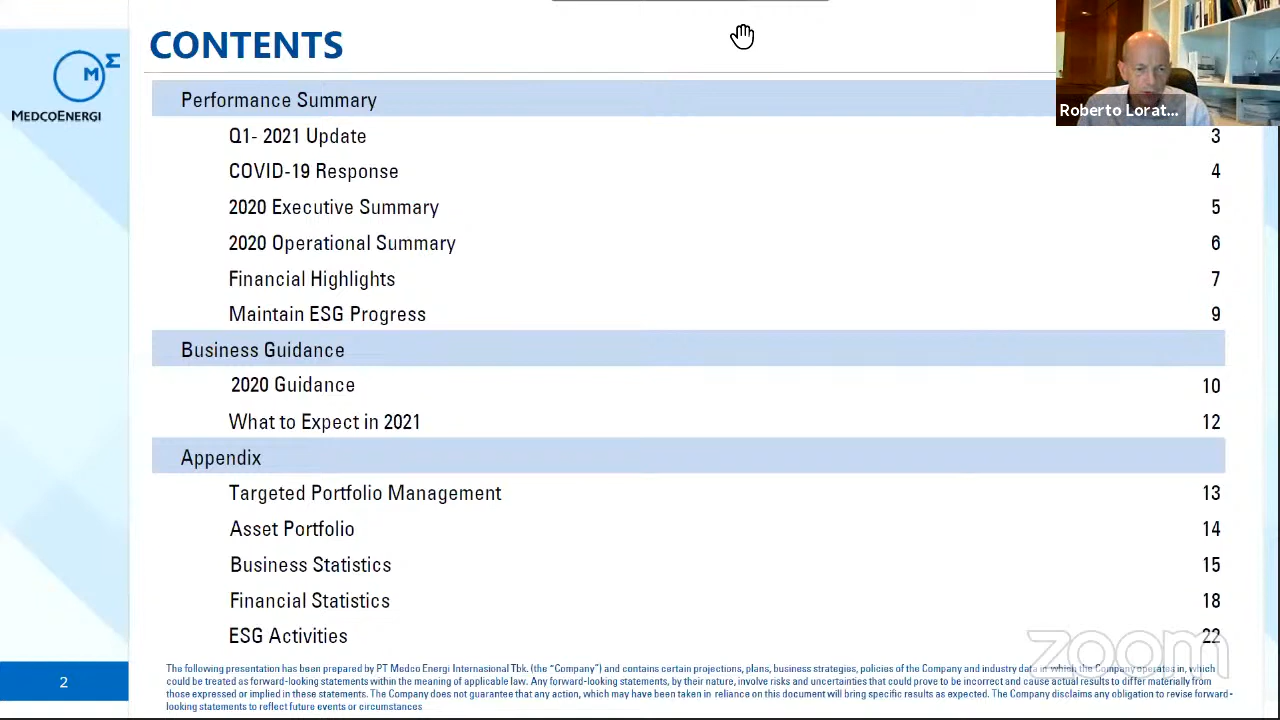 CONTENTS
M Σ
MEDCOENERGI
Roberto Lorat...
Performance Summary
Q1- 2021 Update 3
COVID-19 Response 4
2020 Executive Summary 5
2020 Operational Summary 6
Financial Highlights 7
Maintain ESG Progress 9
Business Guidance
2020 Guidance 10
What to Expect in 2021 12
Appendix
Targeted Portfolio Management 13
Asset Portfolio 14
Business Statistics 15
Financial Statistics 18
ESG Activities 22
zoom
The following presentation has been prepared by PT Medco Energi Internasional Tbk. (the “Company”) and contains certain projections, plans, business strategies, policies of the Company and industry data in which the Company operates in, which
could be treated as forward-looking statements within the meaning of applicable law. Any forward-looking statements, by their nature, involve risks and uncertainties that could prove to be incorrect and cause actual results to differ materially from
those expressed or implied in these statements. The Company does not guarantee that any action, which may have been taken in reliance on this document will bring specific results as expected. The Company disclaims any obligation to revise forward-
looking statements to reflect future events or circumstances
2